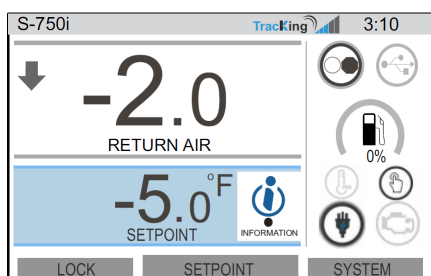 S-750i TracKing 3:10
-2.0
RETURN AIR
0%
-5.0°F
SETPOINT
INFORMATION
LOCK SETPOINT SYSTEM